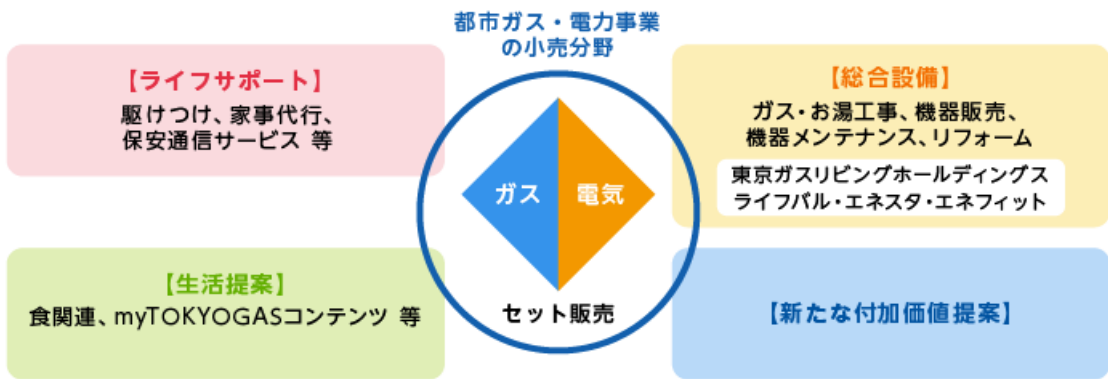 都市ガス・電力事業
の小売分野
【ライフサポート】
駆けつけ、家事代行、
保安通信サービス 等
【総合設備】
ガス・お湯工事、機器販売、
機器メンテナンス、リフォーム
東京ガスリビングホールディングス
ライフバル・エネスタ・エネフィット
ガス
電気
セット販売
【生活提案】
食関連、myTOKYOGASコンテンツ 等
【新たな付加価値提案】